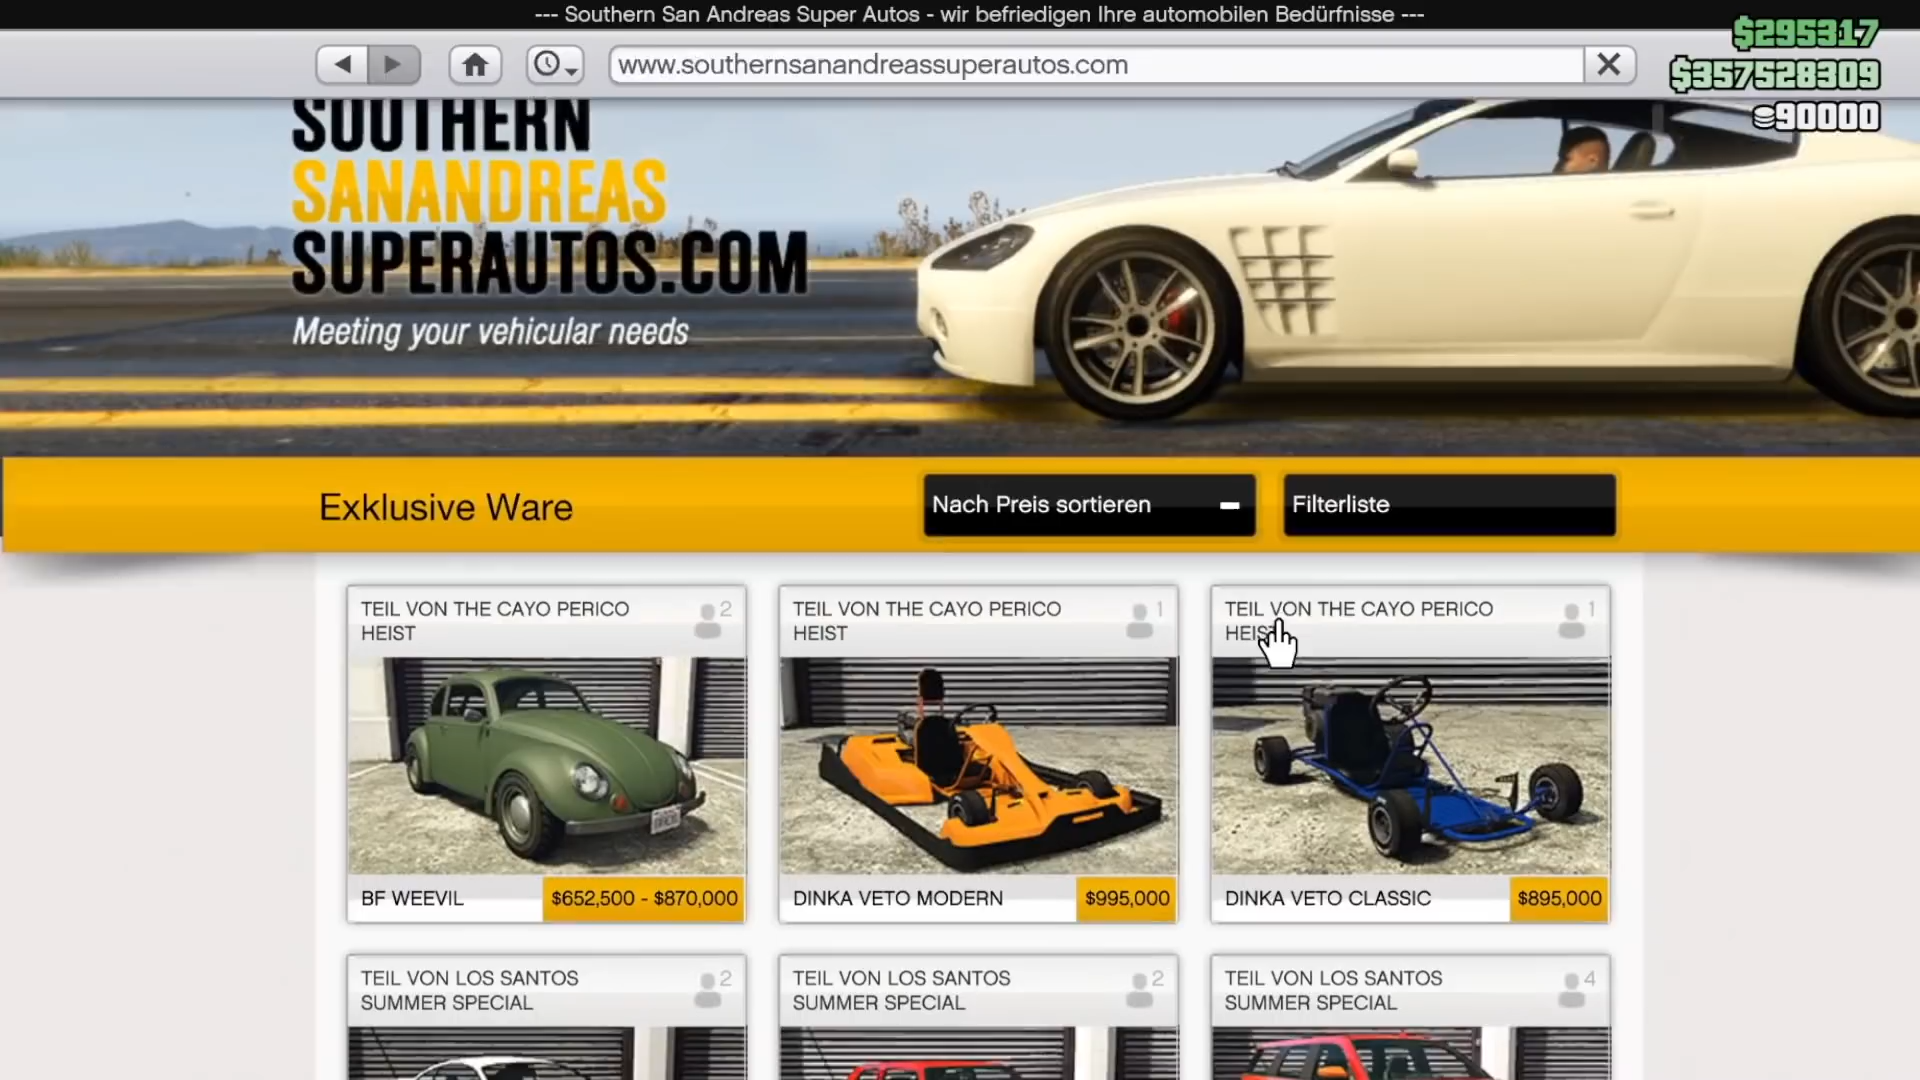 --- Southern San Andreas Super Autos - wir befriedigen Ihre automobilen Bedürfnisse ---
$295317
www.southernsanandreassuperautos.com
$357528309
90000
SOUTHERN
SANANDREAS
SUPERAUTOS.COM
Meeting your vehicular needs
Exklusive Ware
Nach Preis sortieren
Filterliste
TEIL VON THE CAYO PERICO
HEIST
2
TEIL VON THE CAYO PERICO
HEIST
1
TEIL VON THE CAYO PERICO
HEIST
1
BF WEEVIL
$652,500 - $870,000
DINKA VETO MODERN
$995,000
DINKA VETO CLASSIC
$895,000
TEIL VON LOS SANTOS
SUMMER SPECIAL
2
TEIL VON LOS SANTOS
SUMMER SPECIAL
2
TEIL VON LOS SANTOS
SUMMER SPECIAL
4